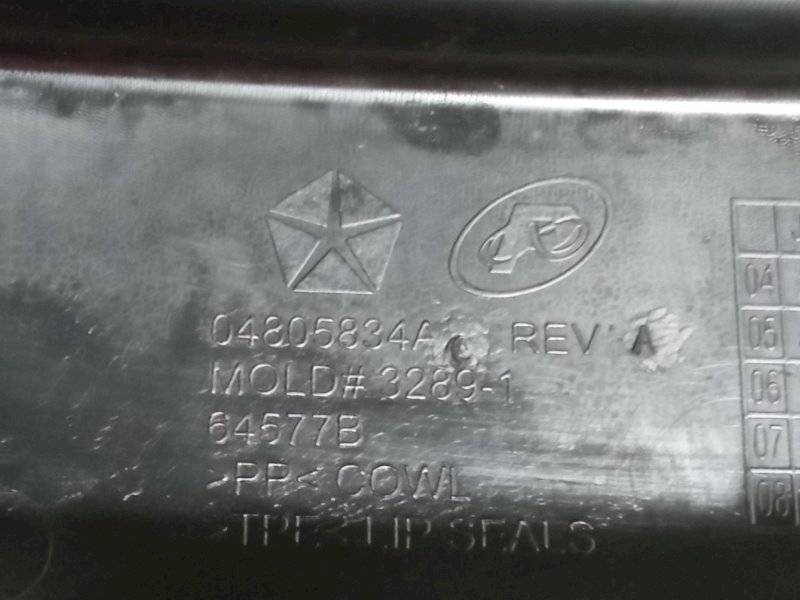 04805834A REV A
MOLD# 3289-1
64577B
>PP< COWL
>TPE< LIP SEALS
04
05
06
07
08